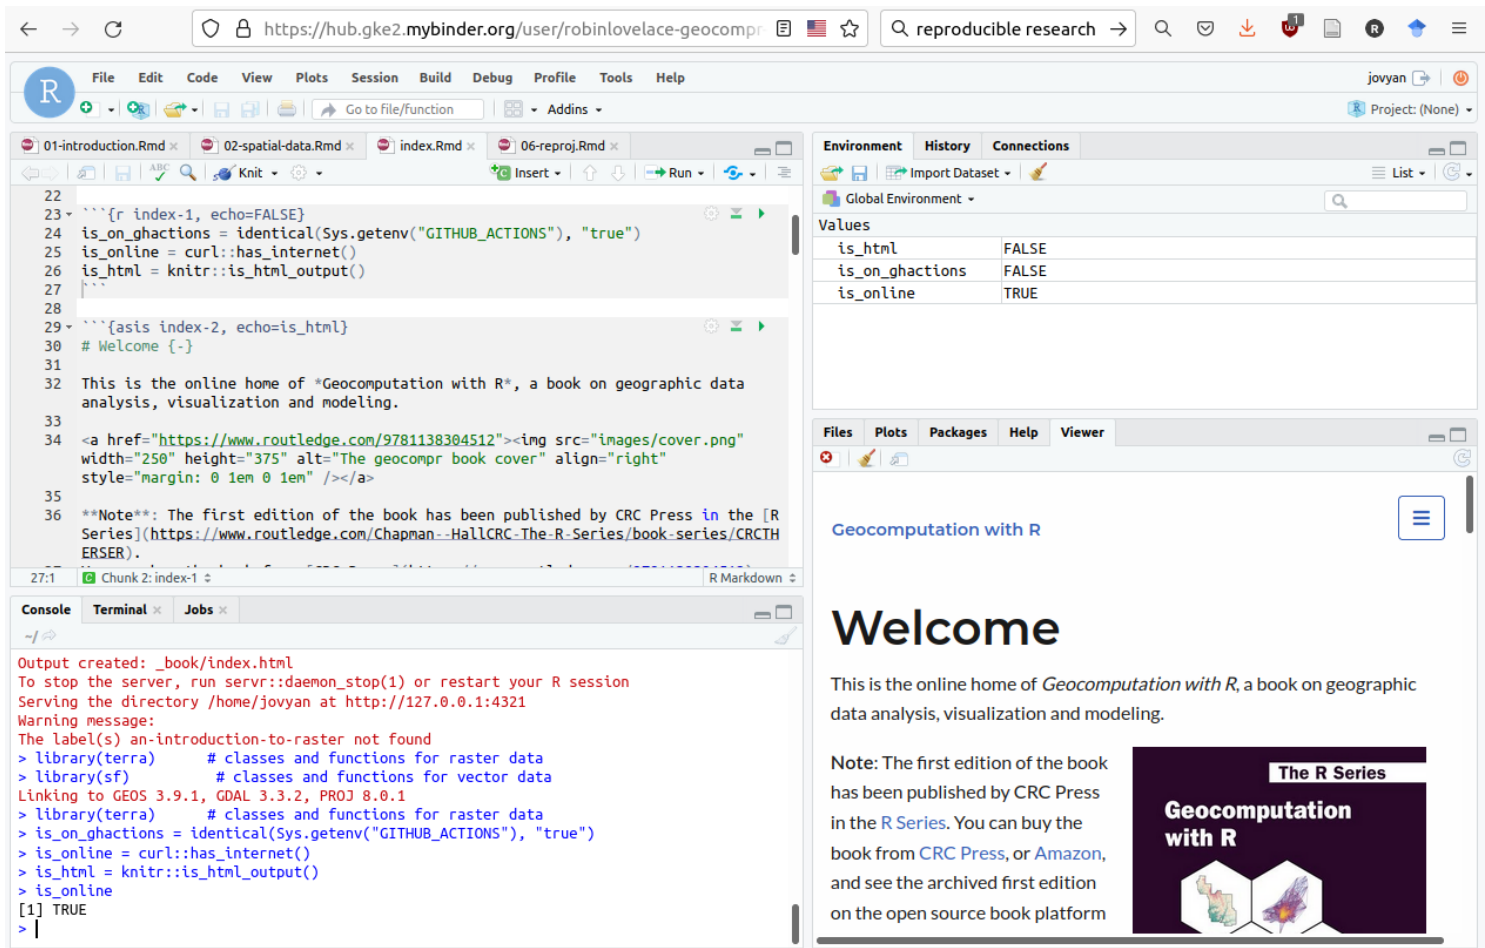 https://hub.gke2.mybinder.org/user/robinlovelace-geocompr
reproducible research
1
R
R
File Edit Code View Plots Session Build Debug Profile Tools Help
jovyan
Go to file/function
Addins
Project: (None)
01-introduction.Rmd
02-spatial-data.Rmd
index.Rmd
06-reproj.Rmd
ABC
Knit
Insert
Run
22
23 ```{r index-1, echo=FALSE}
24 is_on_ghactions = identical(Sys.getenv("GITHUB_ACTIONS"), "true")
25 is_online = curl::has_internet()
26 is_html = knitr::is_html_output()
27 ```
28
29 ```{asis index-2, echo=is_html}
30 # Welcome {-}
31
32 This is the online home of *Geocomputation with R*, a book on geographic data
analysis, visualization and modeling.
33
34 <a href="https://www.routledge.com/9781138304512"><img src="images/cover.png"
width="250" height="375" alt="The geocompr book cover" align="right"
style="margin: 0 1em 0 1em" /></a>
35
36 **Note**: The first edition of the book has been published by CRC Press in the [R
Series](https://www.routledge.com/Chapman--HallCRC-The-R-Series/book-series/CRCTH
ERSER).
27:1 C Chunk 2: index-1
R Markdown
Console Terminal Jobs
~/
Output created: _book/index.html
To stop the server, run servr::daemon_stop(1) or restart your R session
Serving the directory /home/jovyan at http://127.0.0.1:4321
Warning message:
The label(s) an-introduction-to-raster not found
> library(terra)      # classes and functions for raster data
> library(sf)          # classes and functions for vector data
Linking to GEOS 3.9.1, GDAL 3.3.2, PROJ 8.0.1
> library(terra)      # classes and functions for raster data
> is_on_ghactions = identical(Sys.getenv("GITHUB_ACTIONS"), "true")
> is_online = curl::has_internet()
> is_html = knitr::is_html_output()
> is_online
[1] TRUE
>
Environment History Connections
Import Dataset
List
Global Environment
Values
is_html FALSE
is_on_ghactions FALSE
is_online TRUE
Files Plots Packages Help Viewer
Geocomputation with R
Welcome
This is the online home of Geocomputation with R, a book on geographic
data analysis, visualization and modeling.
Note: The first edition of the book
has been published by CRC Press
in the R Series. You can buy the
book from CRC Press, or Amazon,
and see the archived first edition
on the open source book platform
The R Series
Geocomputation
with R